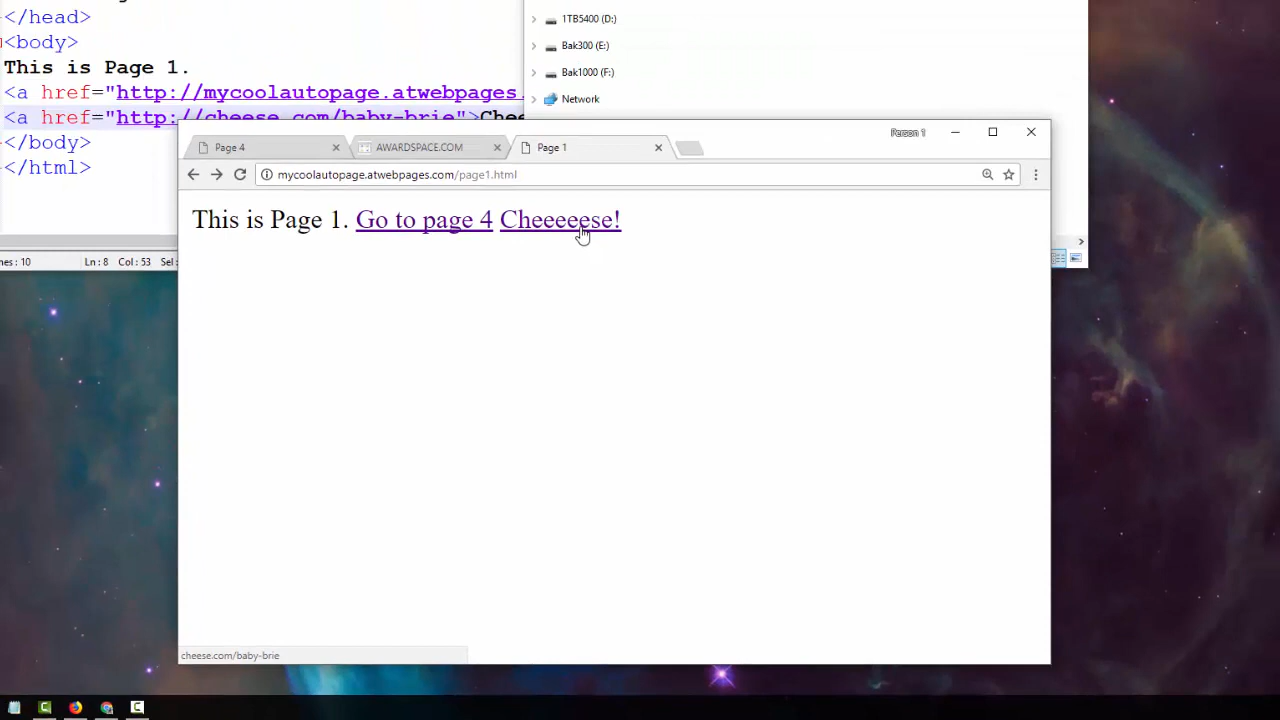 </head>
<body>
This is Page 1.
<a href="http://mycoolautopage.atwebpages.
<a href="http://cheese.com/baby-brie">Chee
</body>
</html>
1TB5400 (D:)
Bak300 (E:)
Bak1000 (F:)
Network
Ln:8 Col:53 Sel:
Person 1
Page 4 AWARDSPACE.COM Page 1
mycoolautopage.atwebpages.com/page1.html
This is Page 1. Go to page 4 Cheeeeese!
cheese.com/baby-brie